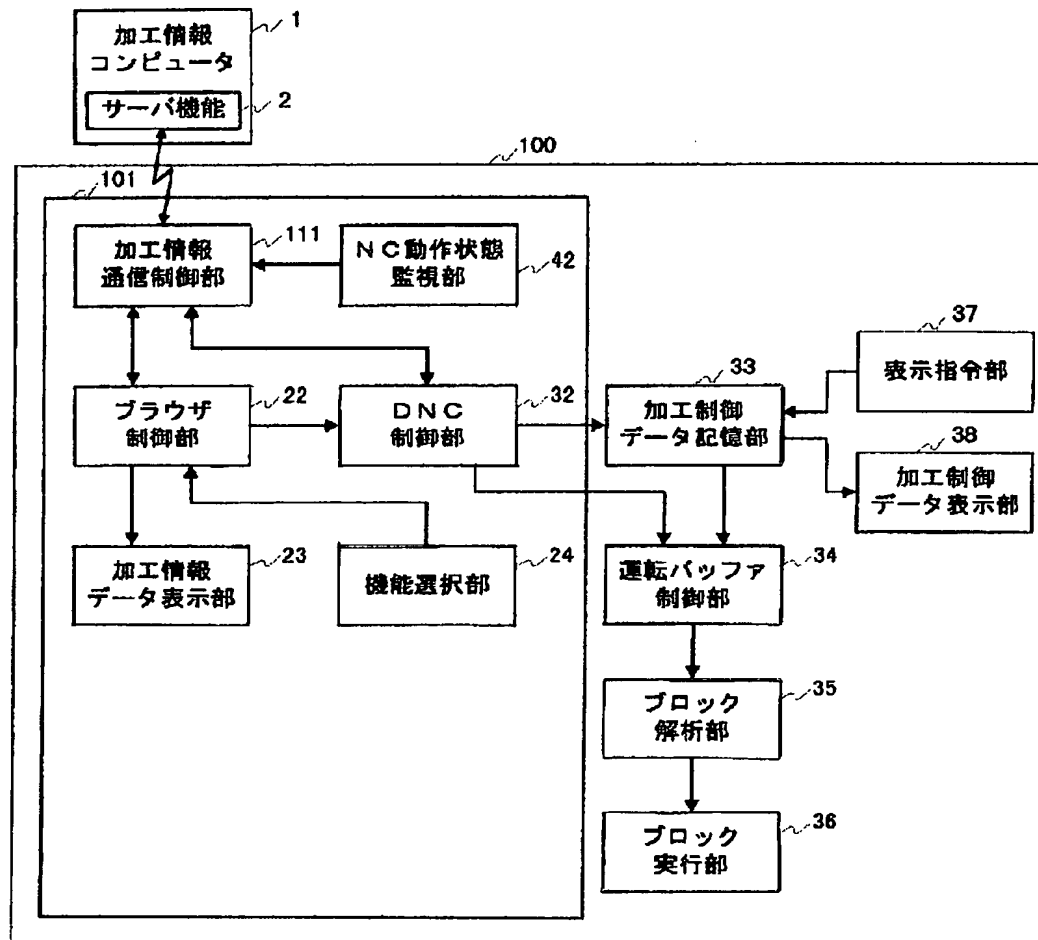 加工情報
コンピュータ
1
サーバ機能
2
100
101
加工情報
通信制御部
111
NC動作状態
監視部
42
ブラウザ
制御部
22
DNC
制御部
32
加工制御
データ記憶部
33
表示指令部
37
加工制御
データ表示部
38
加工情報
データ表示部
23
機能選択部
24
運転バッファ
制御部
34
ブロック
解析部
35
ブロック
実行部
36